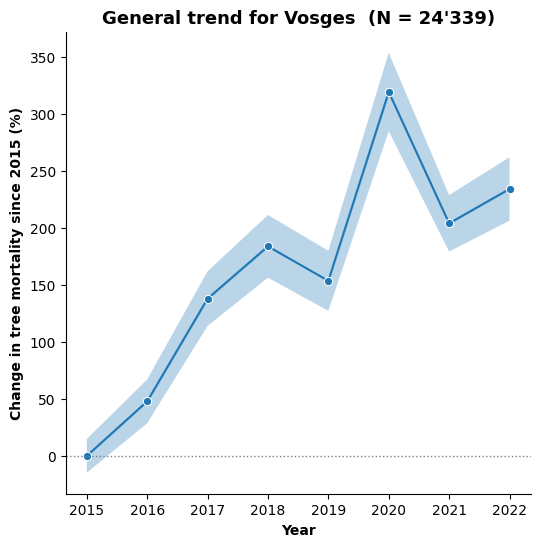 General trend for Vosges  (N = 24'339)
Change in tree mortality since 2015 (%)
350
300
250
200
150
100
50
0
2015 2016 2017 2018 2019 2020 2021 2022
Year